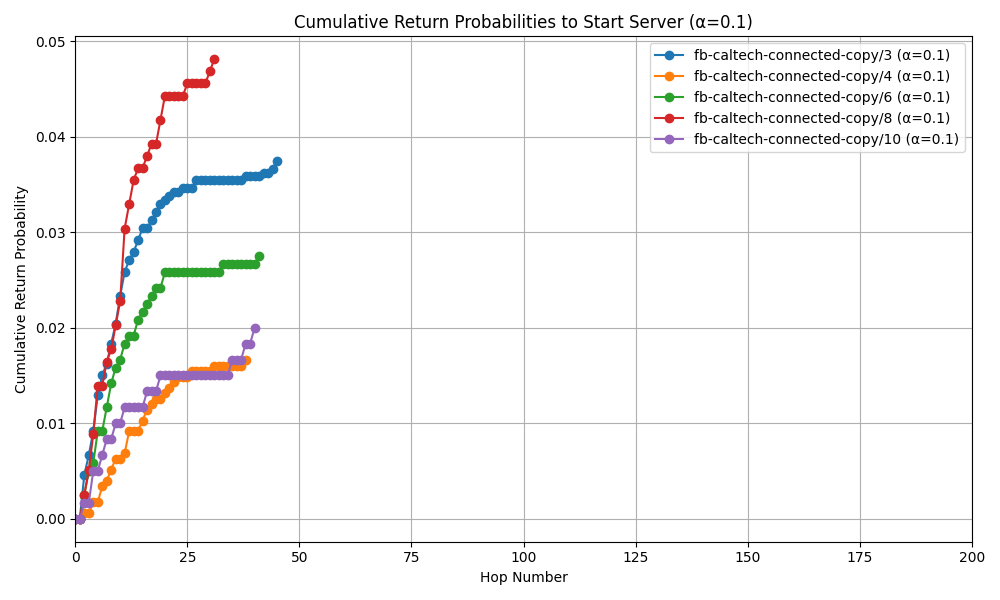 Cumulative Return Probabilities to Start Server (α=0.1)
0.05
0.04
0.03
0.02
0.01
0.00
Cumulative Return Probability
fb-caltech-connected-copy/3 (α=0.1)
fb-caltech-connected-copy/4 (α=0.1)
fb-caltech-connected-copy/6 (α=0.1)
fb-caltech-connected-copy/8 (α=0.1)
fb-caltech-connected-copy/10 (α=0.1)
0 25 50 75 100 125 150 175 200
Hop Number